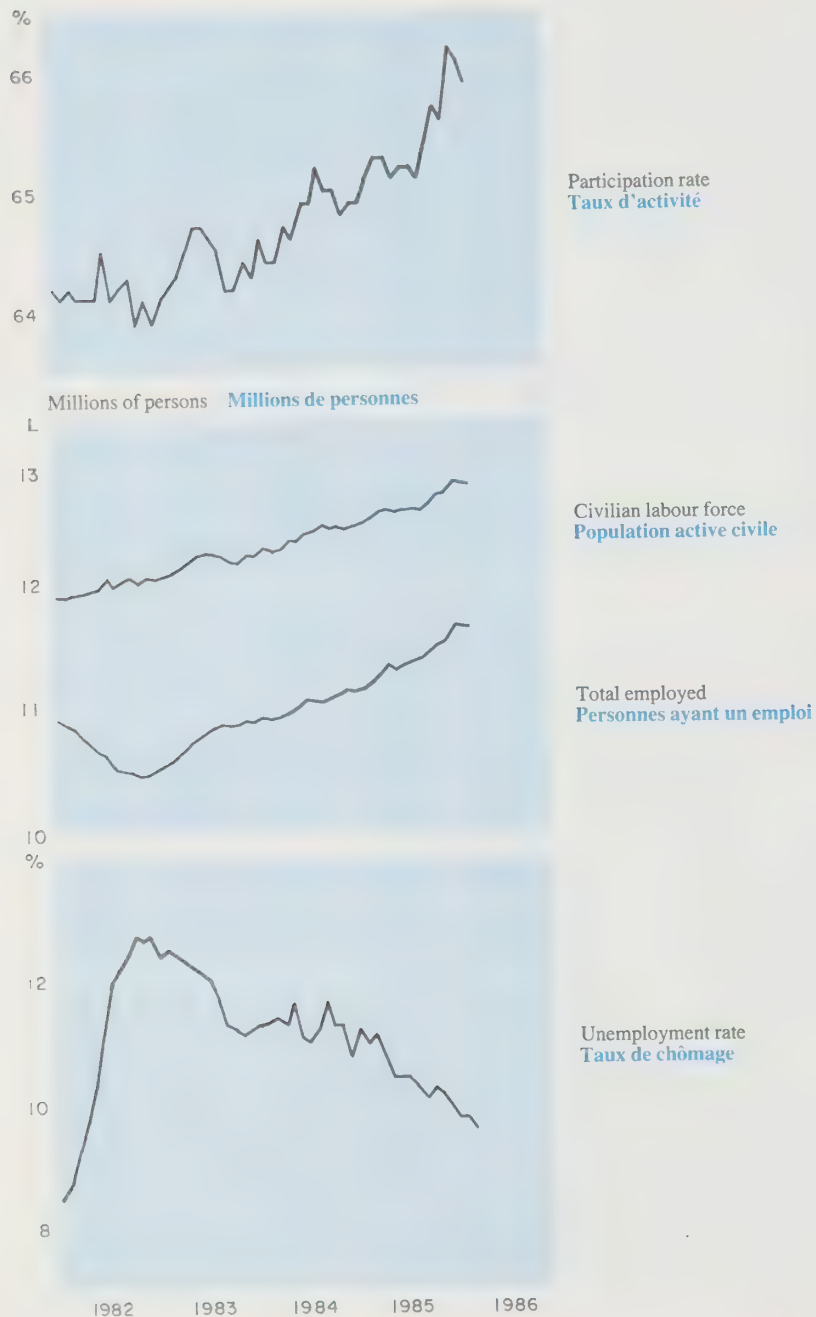 %
66
65
64
Participation rate
Taux d'activité
Millions of persons Millions de personnes
L
13
12
11
10
Civilian labour force
Population active civile
Total employed
Personnes ayant un emploi
%
12
10
8
Unemployment rate
Taux de chômage
1982 1983 1984 1985 1986